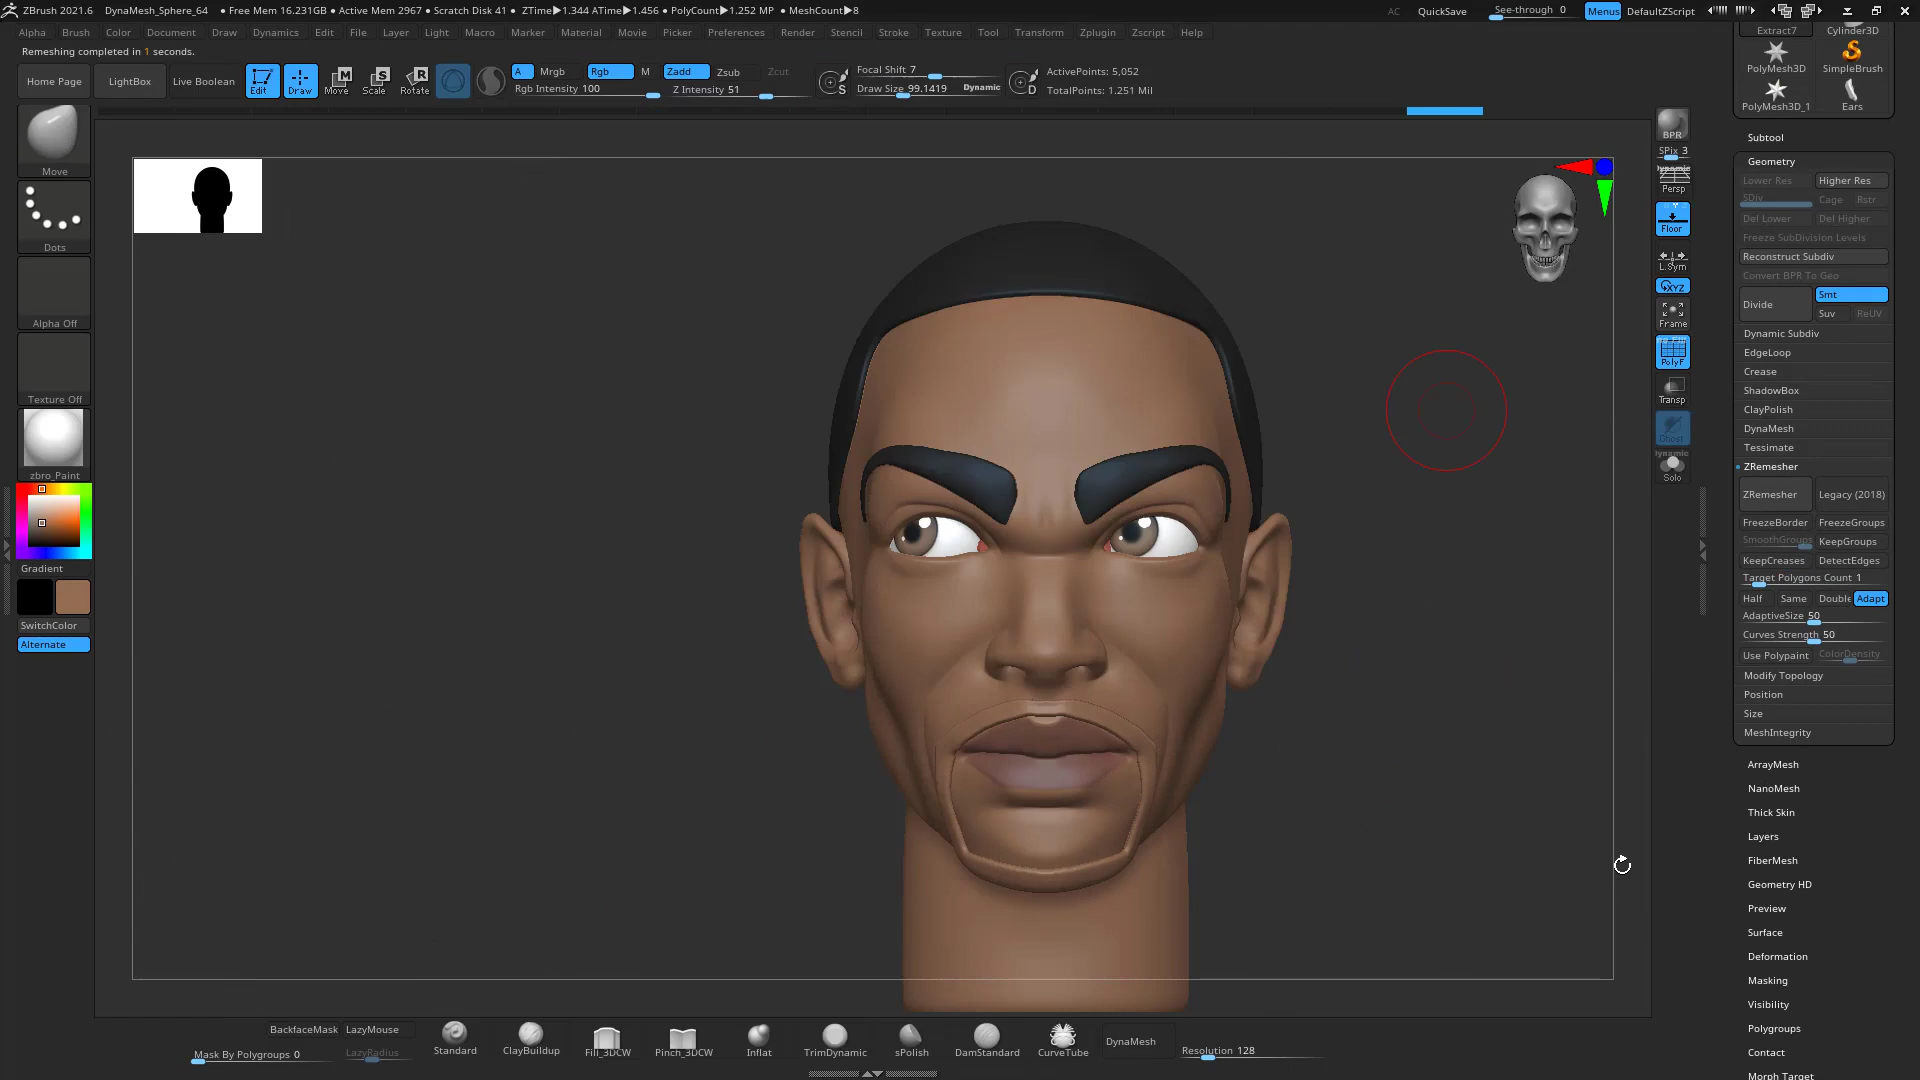 ZBrush 2021.6 DynaMesh_Sphere_64 ● Free Mem 16.231GB ● Active Mem 2967 ● Scratch Disk 41 ● ZTime▶1.344 ATime▶1.456 ● PolyCount▶1.252 MP ● MeshCount▶8 AC QuickSave See-through 0 Menus DefaultZScript
Alpha Brush Color Document Draw Dynamics Edit File Layer Light Macro Marker Material Movie Picker Preferences Render Stencil Stroke Texture Tool Transform Zplugin Zscript Help
Remeshing completed in 1 seconds.
Home Page LightBox Live Boolean Edit Draw Move Scale Rotate
A Mrgb Rgb M Zadd Zsub Zcut
Rgb Intensity 100 Z Intensity 51
Focal Shift 7
Draw Size 99.1419 Dynamic
S D
ActivePoints: 5,052
TotalPoints: 1.251 Mil
Move
Dots
Alpha Off
Texture Off
zbro_Paint
Gradient
SwitchColor
Alternate
BPR
SPix 3
Dynamic
Persp
Floor
L.Sym
XYZ
Frame
PolyF
Transp
Ghost
Dynamic
Solo
Extract7 Cylinder3D
PolyMesh3D SimpleBrush
PolyMesh3D_1 Ears
Subtool
Geometry
Lower Res Higher Res
SDiv Cage Rstr
Del Lower Del Higher
Freeze SubDivision Levels
Reconstruct Subdiv
Convert BPR To Geo
Divide Smt
Suv ReUV
Dynamic Subdiv
EdgeLoop
Crease
ShadowBox
ClayPolish
DynaMesh
Tessimate
ZRemesher
ZRemesher Legacy (2018)
FreezeBorder FreezeGroups
SmoothGroups KeepGroups
KeepCreases DetectEdges
Target Polygons Count 1
Half Same Double Adapt
AdaptiveSize 50
Curves Strength 50
Use Polypaint ColorDensity
Modify Topology
Position
Size
MeshIntegrity
ArrayMesh
NanoMesh
Thick Skin
Layers
FiberMesh
Geometry HD
Preview
Surface
Deformation
Masking
Visibility
Polygroups
Contact
Morph Target
BackfaceMask LazyMouse
Mask By Polygroups 0 LazyRadius
Standard ClayBuildup Fill_3DCW Pinch_3DCW Inflat TrimDynamic sPolish DamStandard CurveTube DynaMesh Resolution 128